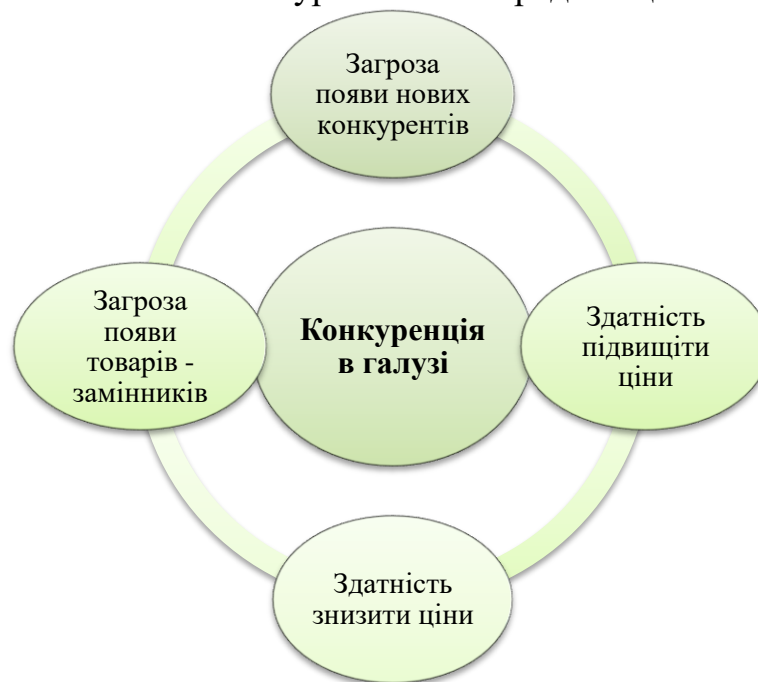 Загроза
появи нових
конкурентів
Загроза
появи
товарів -
замінників
Конкуренція
в галузі
Здатність
підвищіти
ціни
Здатність
знизити ціни